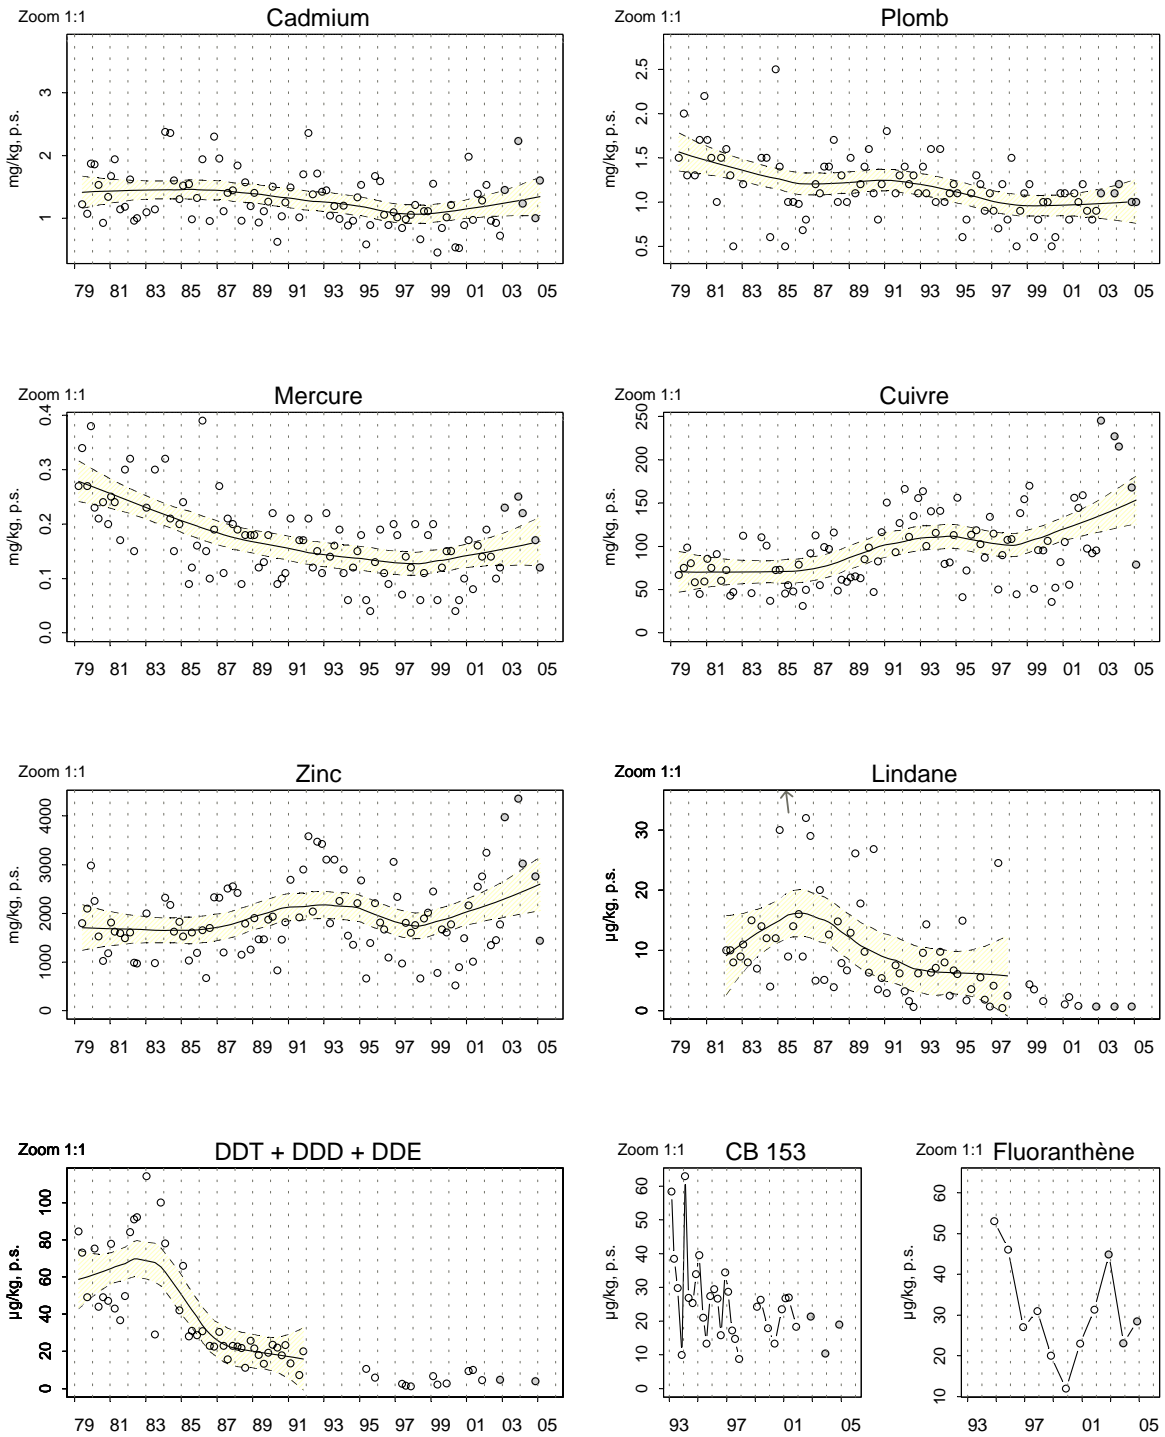 Zoom 1:1 Cadmium Zoom 1:1 Plomb
mg/kg, p.s. 3 2 1
79 81 83 85 87 89 91 93 95 97 99 01 03 05
mg/kg, p.s. 2.5 2.0 1.5 1.0 0.5
79 81 83 85 87 89 91 93 95 97 99 01 03 05
Zoom 1:1 Mercure Zoom 1:1 Cuivre
mg/kg, p.s. 0.4 0.3 0.2 0.1 0.0
79 81 83 85 87 89 91 93 95 97 99 01 03 05
mg/kg, p.s. 250 200 150 100 50 0
79 81 83 85 87 89 91 93 95 97 99 01 03 05
Zoom 1:1 Zinc Zoom 1:1 Lindane
mg/kg, p.s. 4000 3000 2000 1000 0
79 81 83 85 87 89 91 93 95 97 99 01 03 05
µg/kg, p.s. 30 20 10 0
79 81 83 85 87 89 91 93 95 97 99 01 03 05
Zoom 1:1 DDT + DDD + DDE Zoom 1:1 CB 153 Zoom 1:1 Fluoranthène
µg/kg, p.s. 100 80 60 40 20 0
79 81 83 85 87 89 91 93 95 97 99 01 03 05
µg/kg, p.s. 60 50 40 30 20 10 0
93 97 01 05
µg/kg, p.s. 60 50 40 30 20 10
93 97 01 05